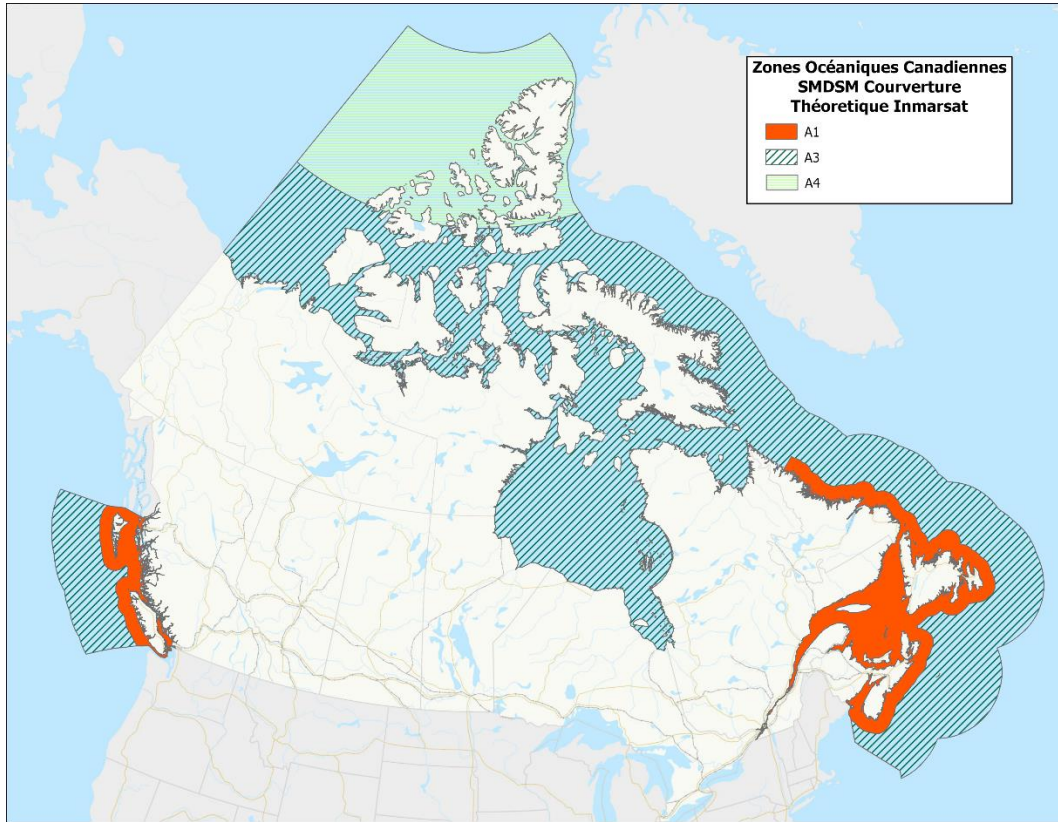 Zones Océaniques Canadiennes
SMDSM Courverture
Théoretique Inmarsat
A1
A3
A4